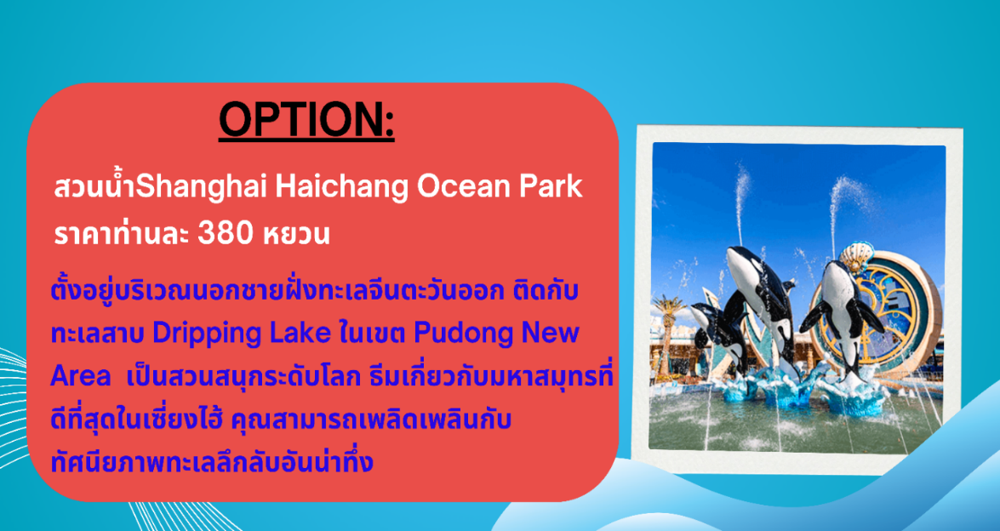 OPTION:
สวนน้ำShanghai Haichang Ocean Park
ราคาท่านละ 380 หยวน
ตั้งอยู่บริเวณนอกชายฝั่งทะเลจีนตะวันออก ติดกับ
ทะเลสาบ Dripping Lake ในเขต Pudong New
Area เป็นสวนสนุกระดับโลก ธีมเกี่ยวกับมหาสมุทรที่
ดีที่สุดในเซี่ยงไฮ้ คุณสามารถเพลิดเพลินกับ
ทัศนียภาพทะเลลึกลับอันน่าทึ่ง